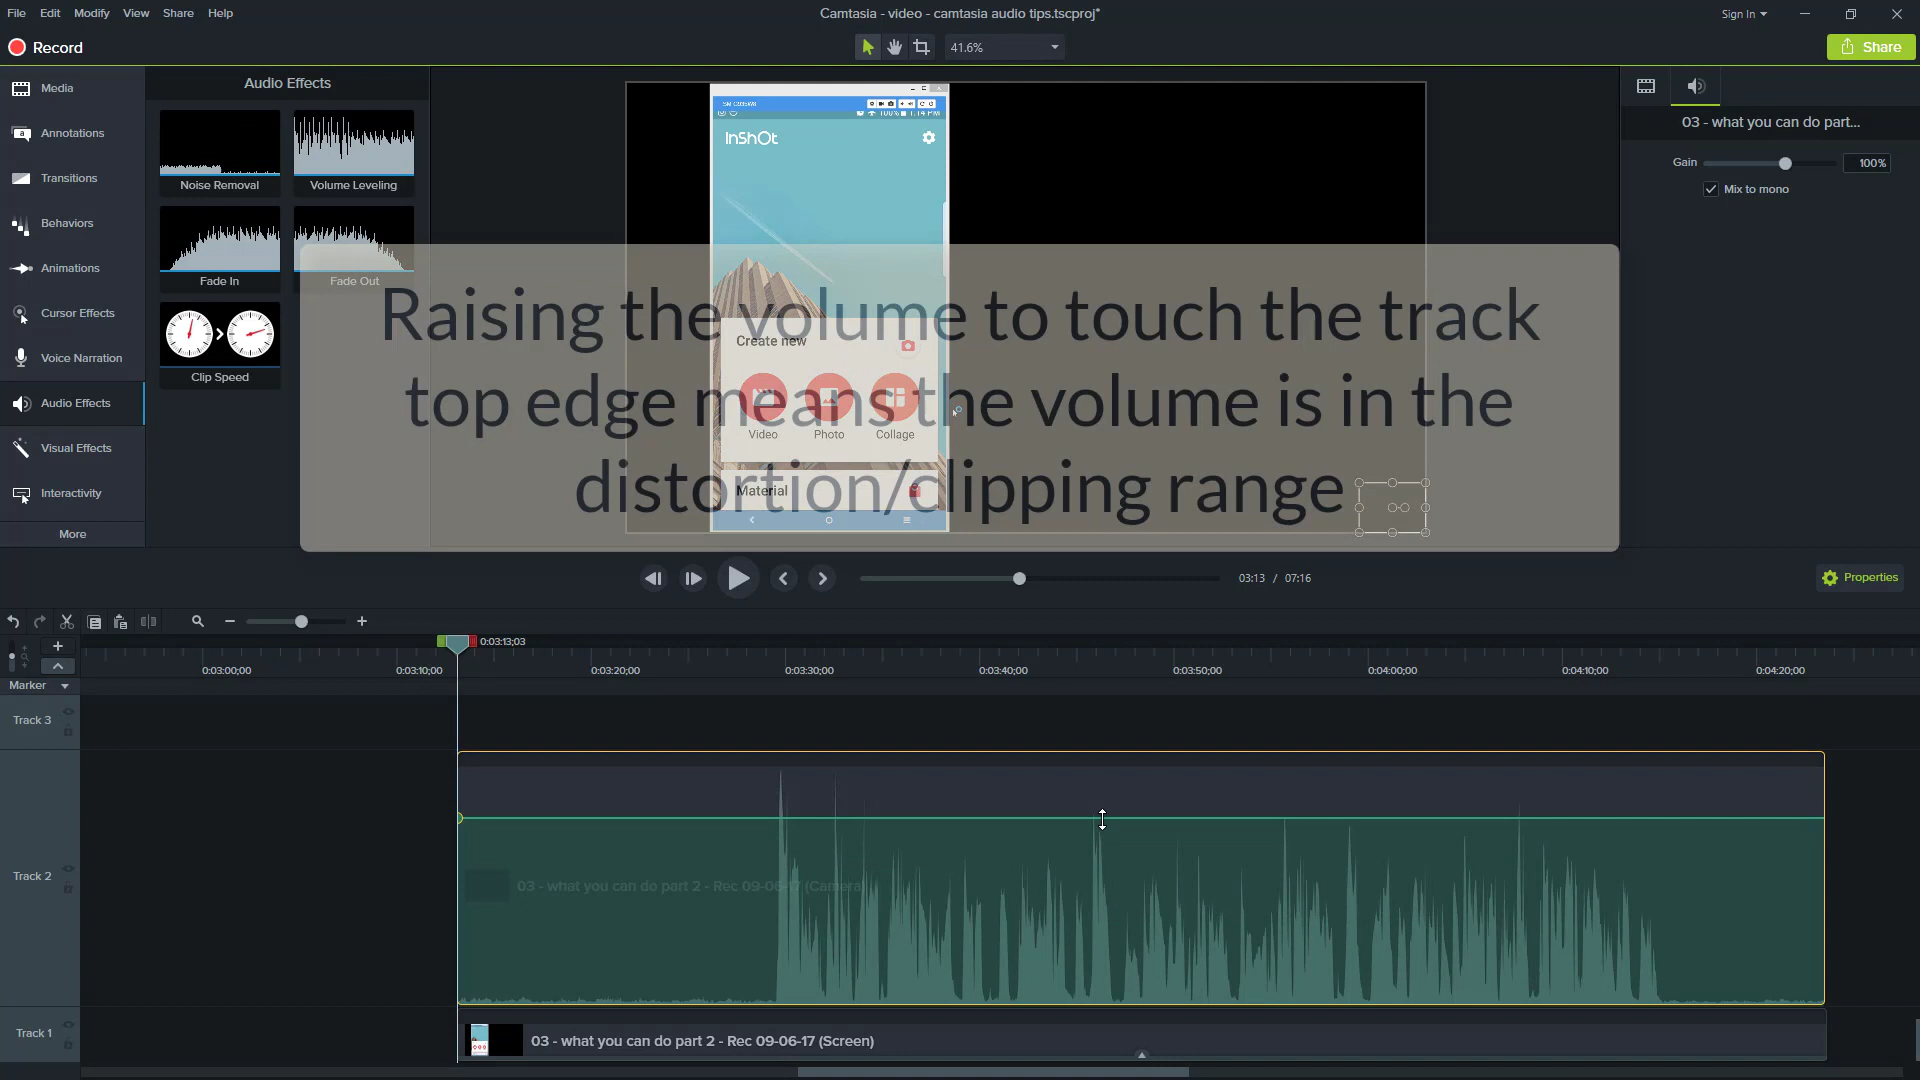 File Edit Modify View Share Help
Camtasia - video - camtasia audio tips.tscproj*
Sign In
Record
41.6%
Share
Media
Annotations
Transitions
Behaviors
Animations
Cursor Effects
Voice Narration
Audio Effects
Visual Effects
Interactivity
More
Audio Effects
Noise Removal
Volume Leveling
Fade In
Fade Out
Clip Speed
1:14 PM
InShOt
Create new
Video Photo Collage
Material
Raising the volume to touch the track
top edge means the volume is in the
distortion/clipping range
03 - what you can do part...
Gain 100%
Mix to mono
03:13 / 07:16
Properties
0:03:13;03
0:03:00;00 0:03:10;00 0:03:20;00 0:03:30;00 0:03:40;00 0:03:50;00 0:04:00;00 0:04:10;00 0:04:20;00
Marker
Track 3
Track 2
03 - what you can do part 2 - Rec 09-06-17 (Camera)
Track 1
03 - what you can do part 2 - Rec 09-06-17 (Screen)